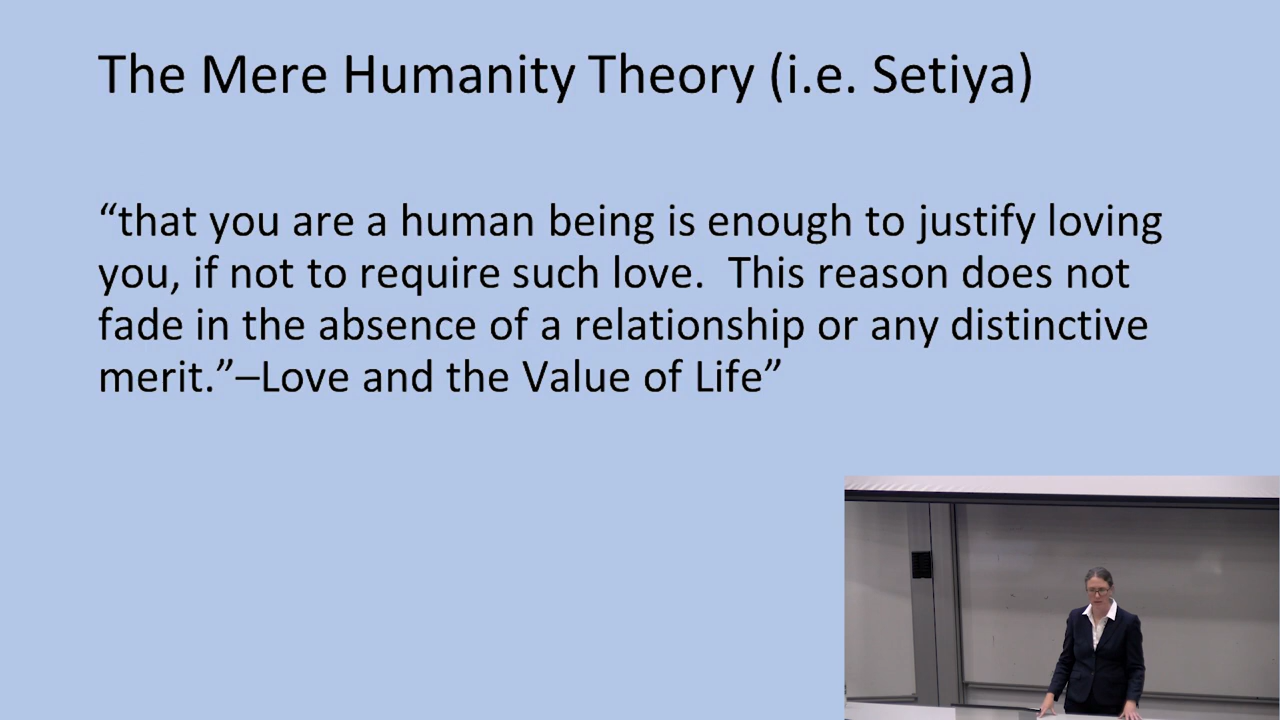 The Mere Humanity Theory (i.e. Setiya)
“that you are a human being is enough to justify loving
you, if not to require such love.  This reason does not
fade in the absence of a relationship or any distinctive
merit.”–Love and the Value of Life”